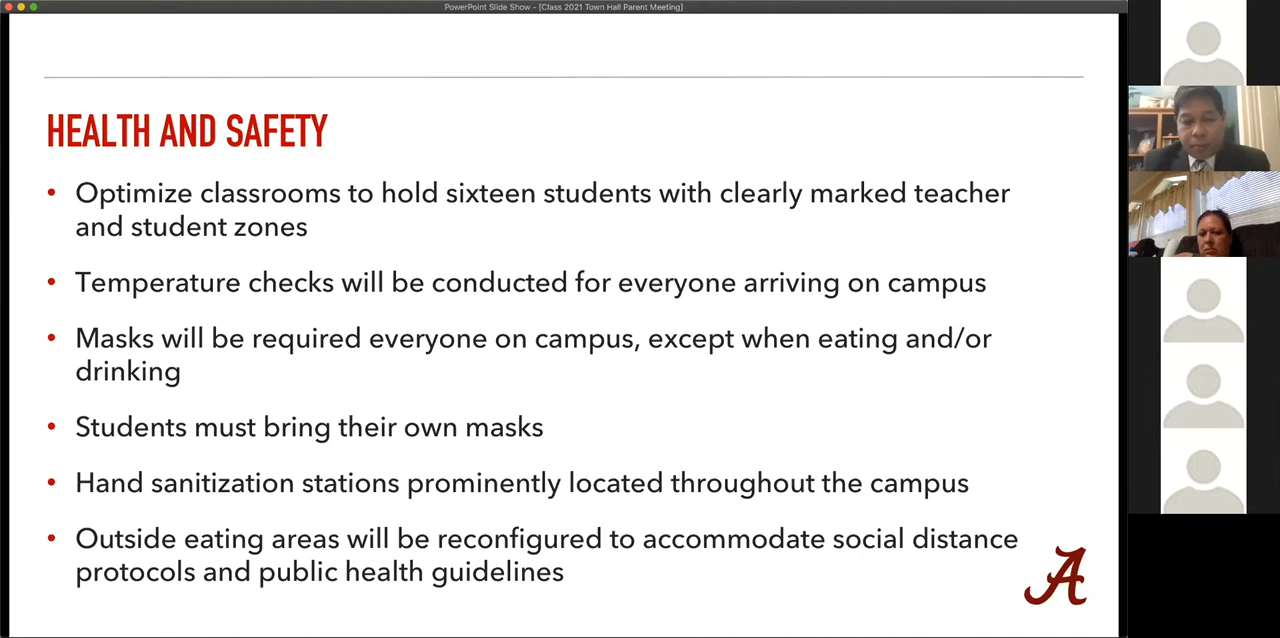 PowerPoint Slide Show - [Class 2021 Town Hall Parent Meeting]
HEALTH AND SAFETY
• Optimize classrooms to hold sixteen students with clearly marked teacher
and student zones
• Temperature checks will be conducted for everyone arriving on campus
• Masks will be required everyone on campus, except when eating and/or
drinking
• Students must bring their own masks
• Hand sanitization stations prominently located throughout the campus
• Outside eating areas will be reconfigured to accommodate social distance
protocols and public health guidelines
A